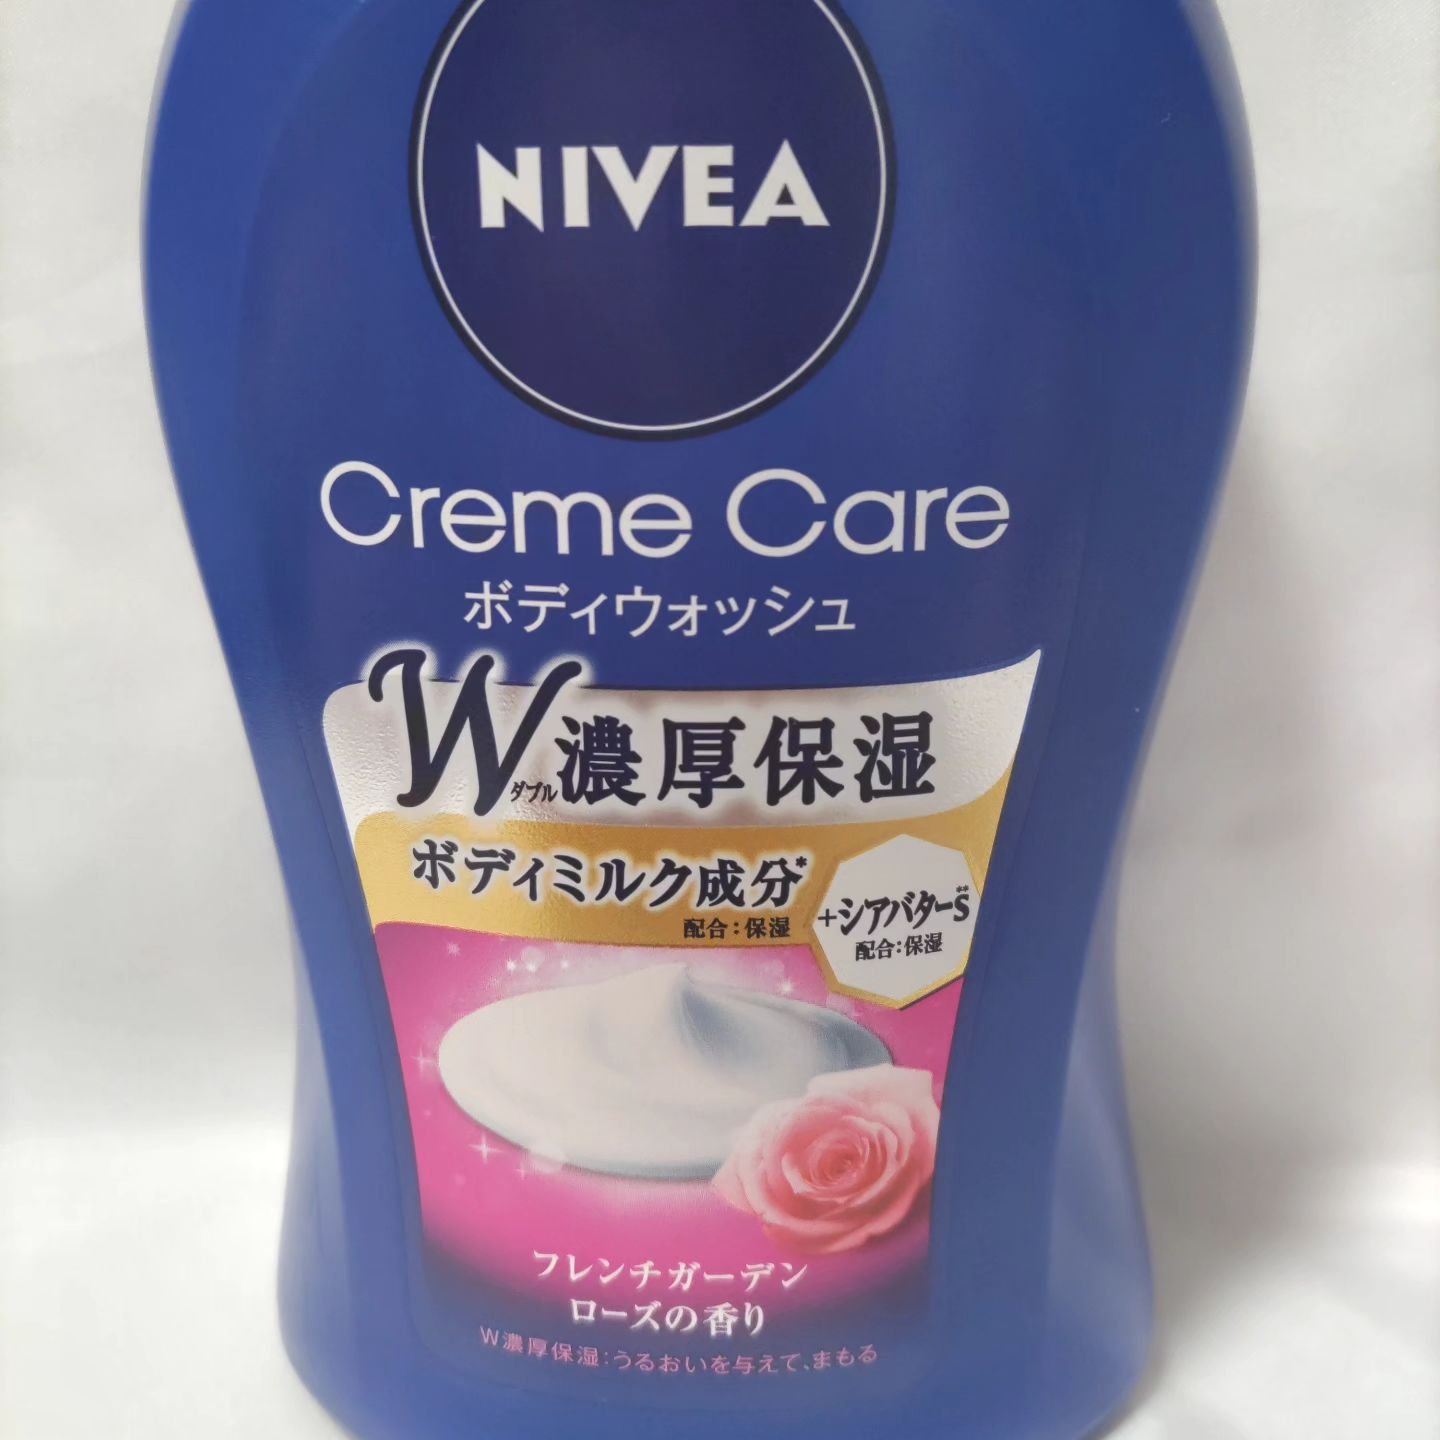 NIVEA
Creme Care
ボディウォッシュ
W濃厚保湿
ダブル
ボディミルク成分*
配合:保湿
+シアバターS**
配合:保湿
フレンチガーデン
ローズの香り
W濃厚保湿:うるおいを与えて、まもる